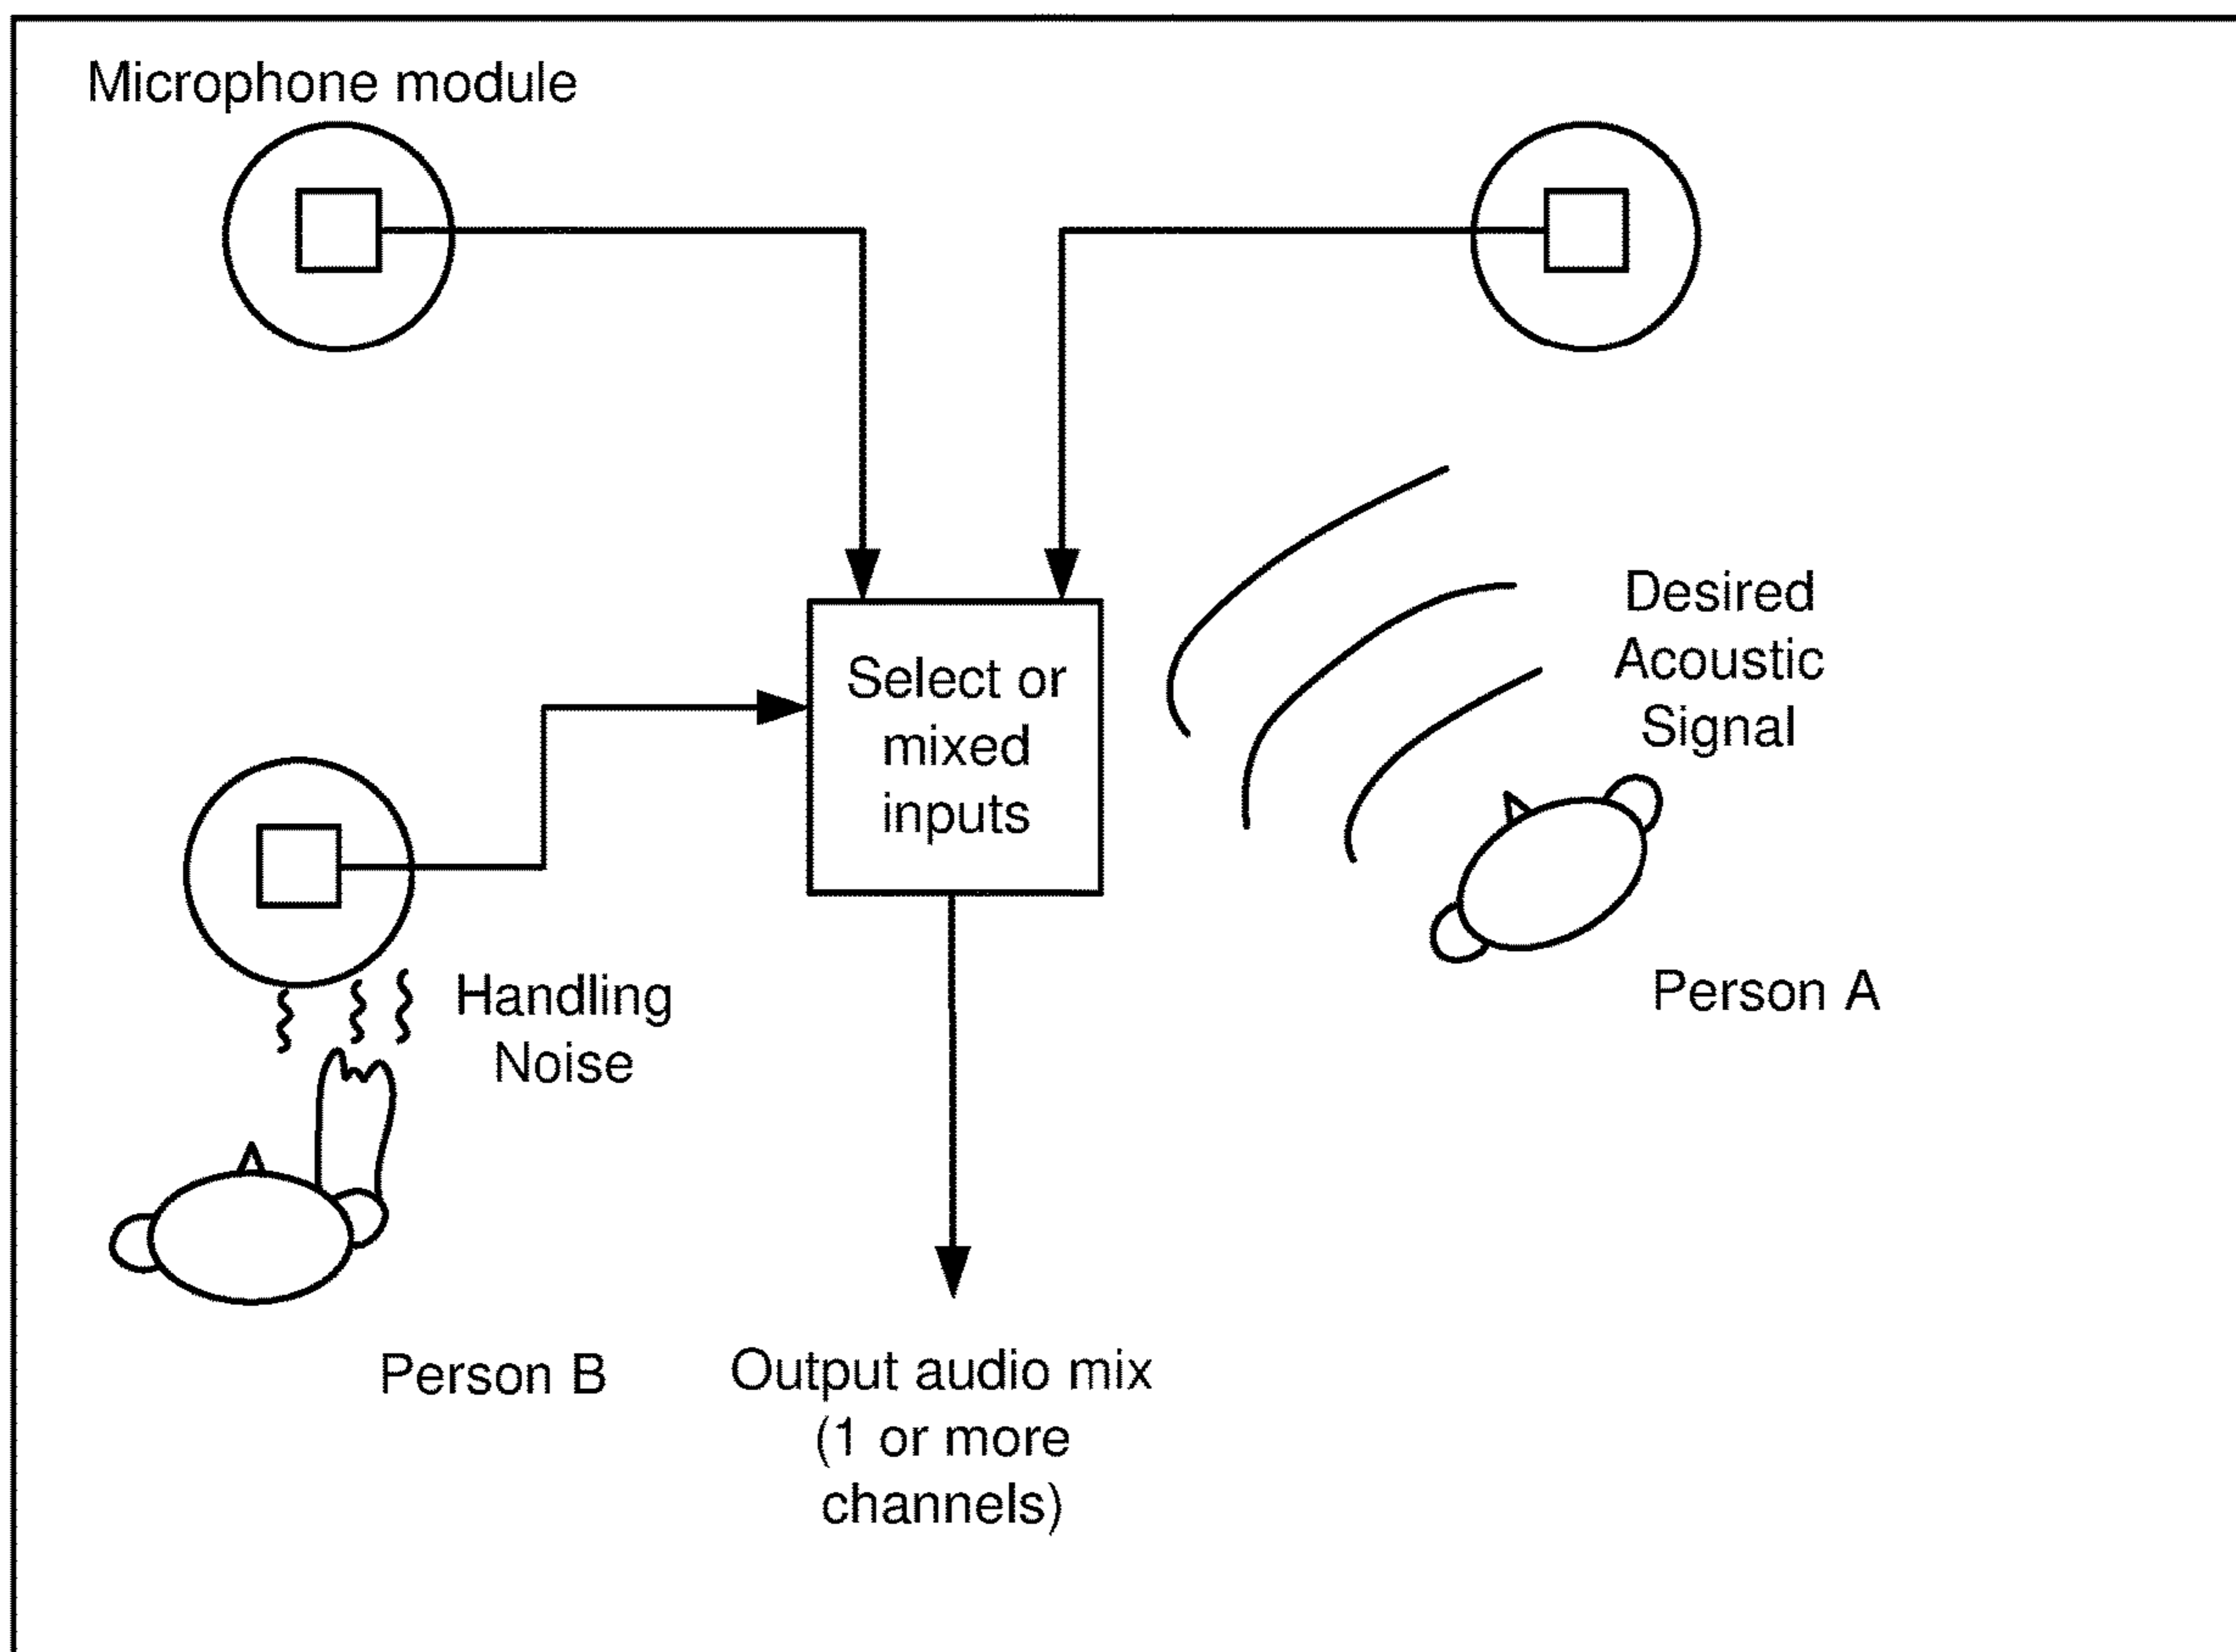 Microphone module
Desired
Acoustic
Signal
Select or
mixed
inputs
Person A
Handling
Noise
Person B
Output audio mix
(1 or more
channels)